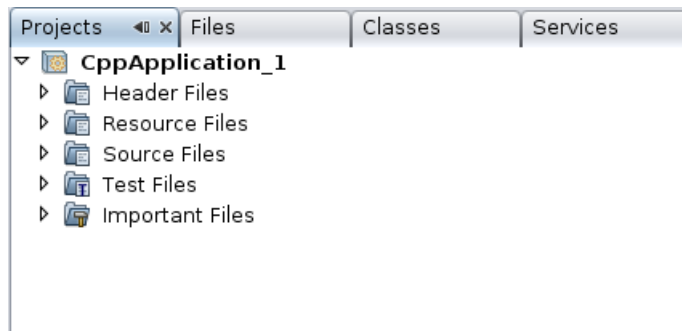 Projects Files Classes Services
CppApplication_1
Header Files
Resource Files
Source Files
Test Files
Important Files